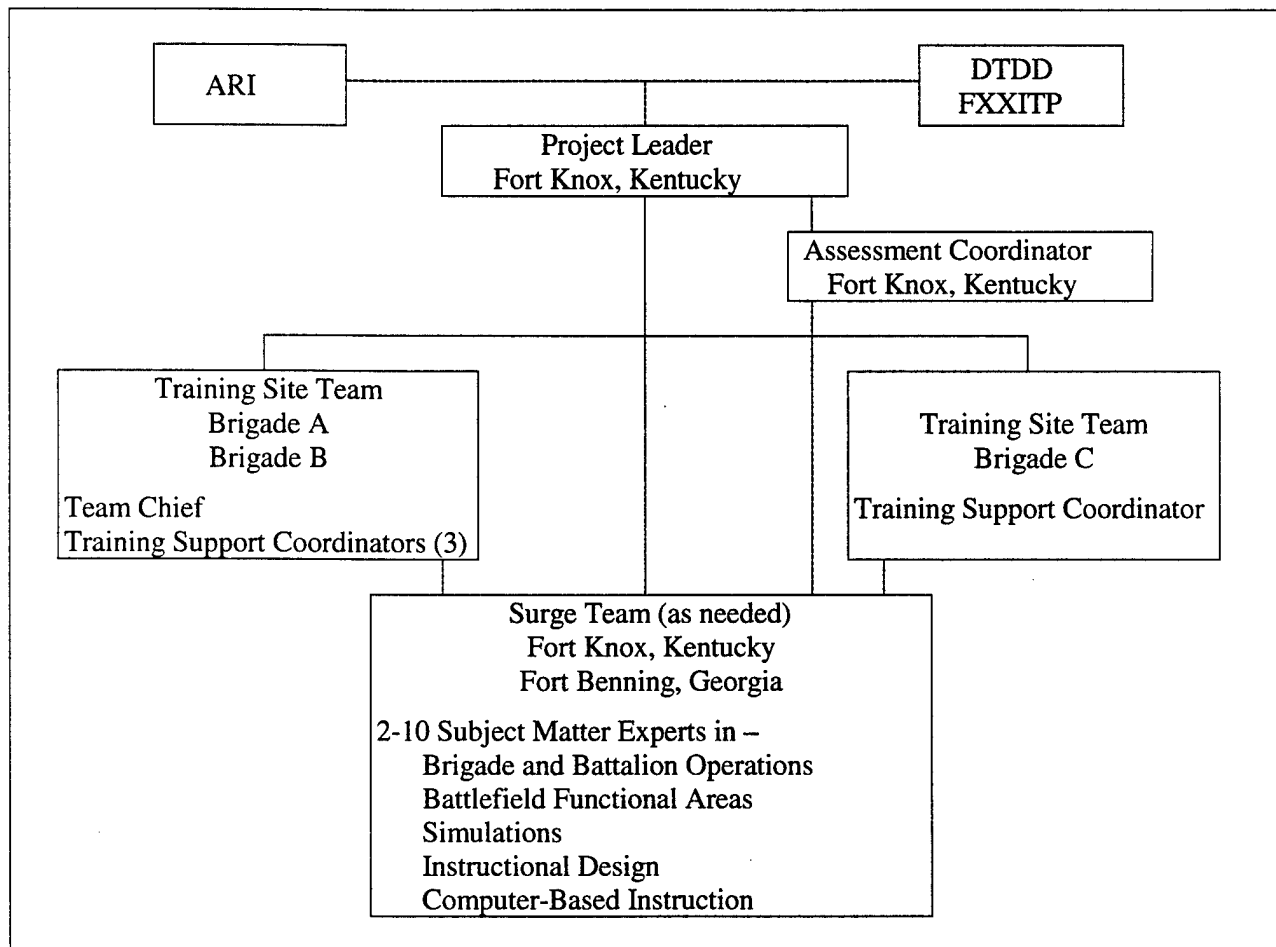 ARI
DTDD
FXXITP
Project Leader
Fort Knox, Kentucky
Assessment Coordinator
Fort Knox, Kentucky
Training Site Team
Brigade A
Brigade B
Team Chief
Training Support Coordinators (3)
Training Site Team
Brigade C
Training Support Coordinator
Surge Team (as needed)
Fort Knox, Kentucky
Fort Benning, Georgia
2-10 Subject Matter Experts in –
Brigade and Battalion Operations
Battlefield Functional Areas
Simulations
Instructional Design
Computer-Based Instruction